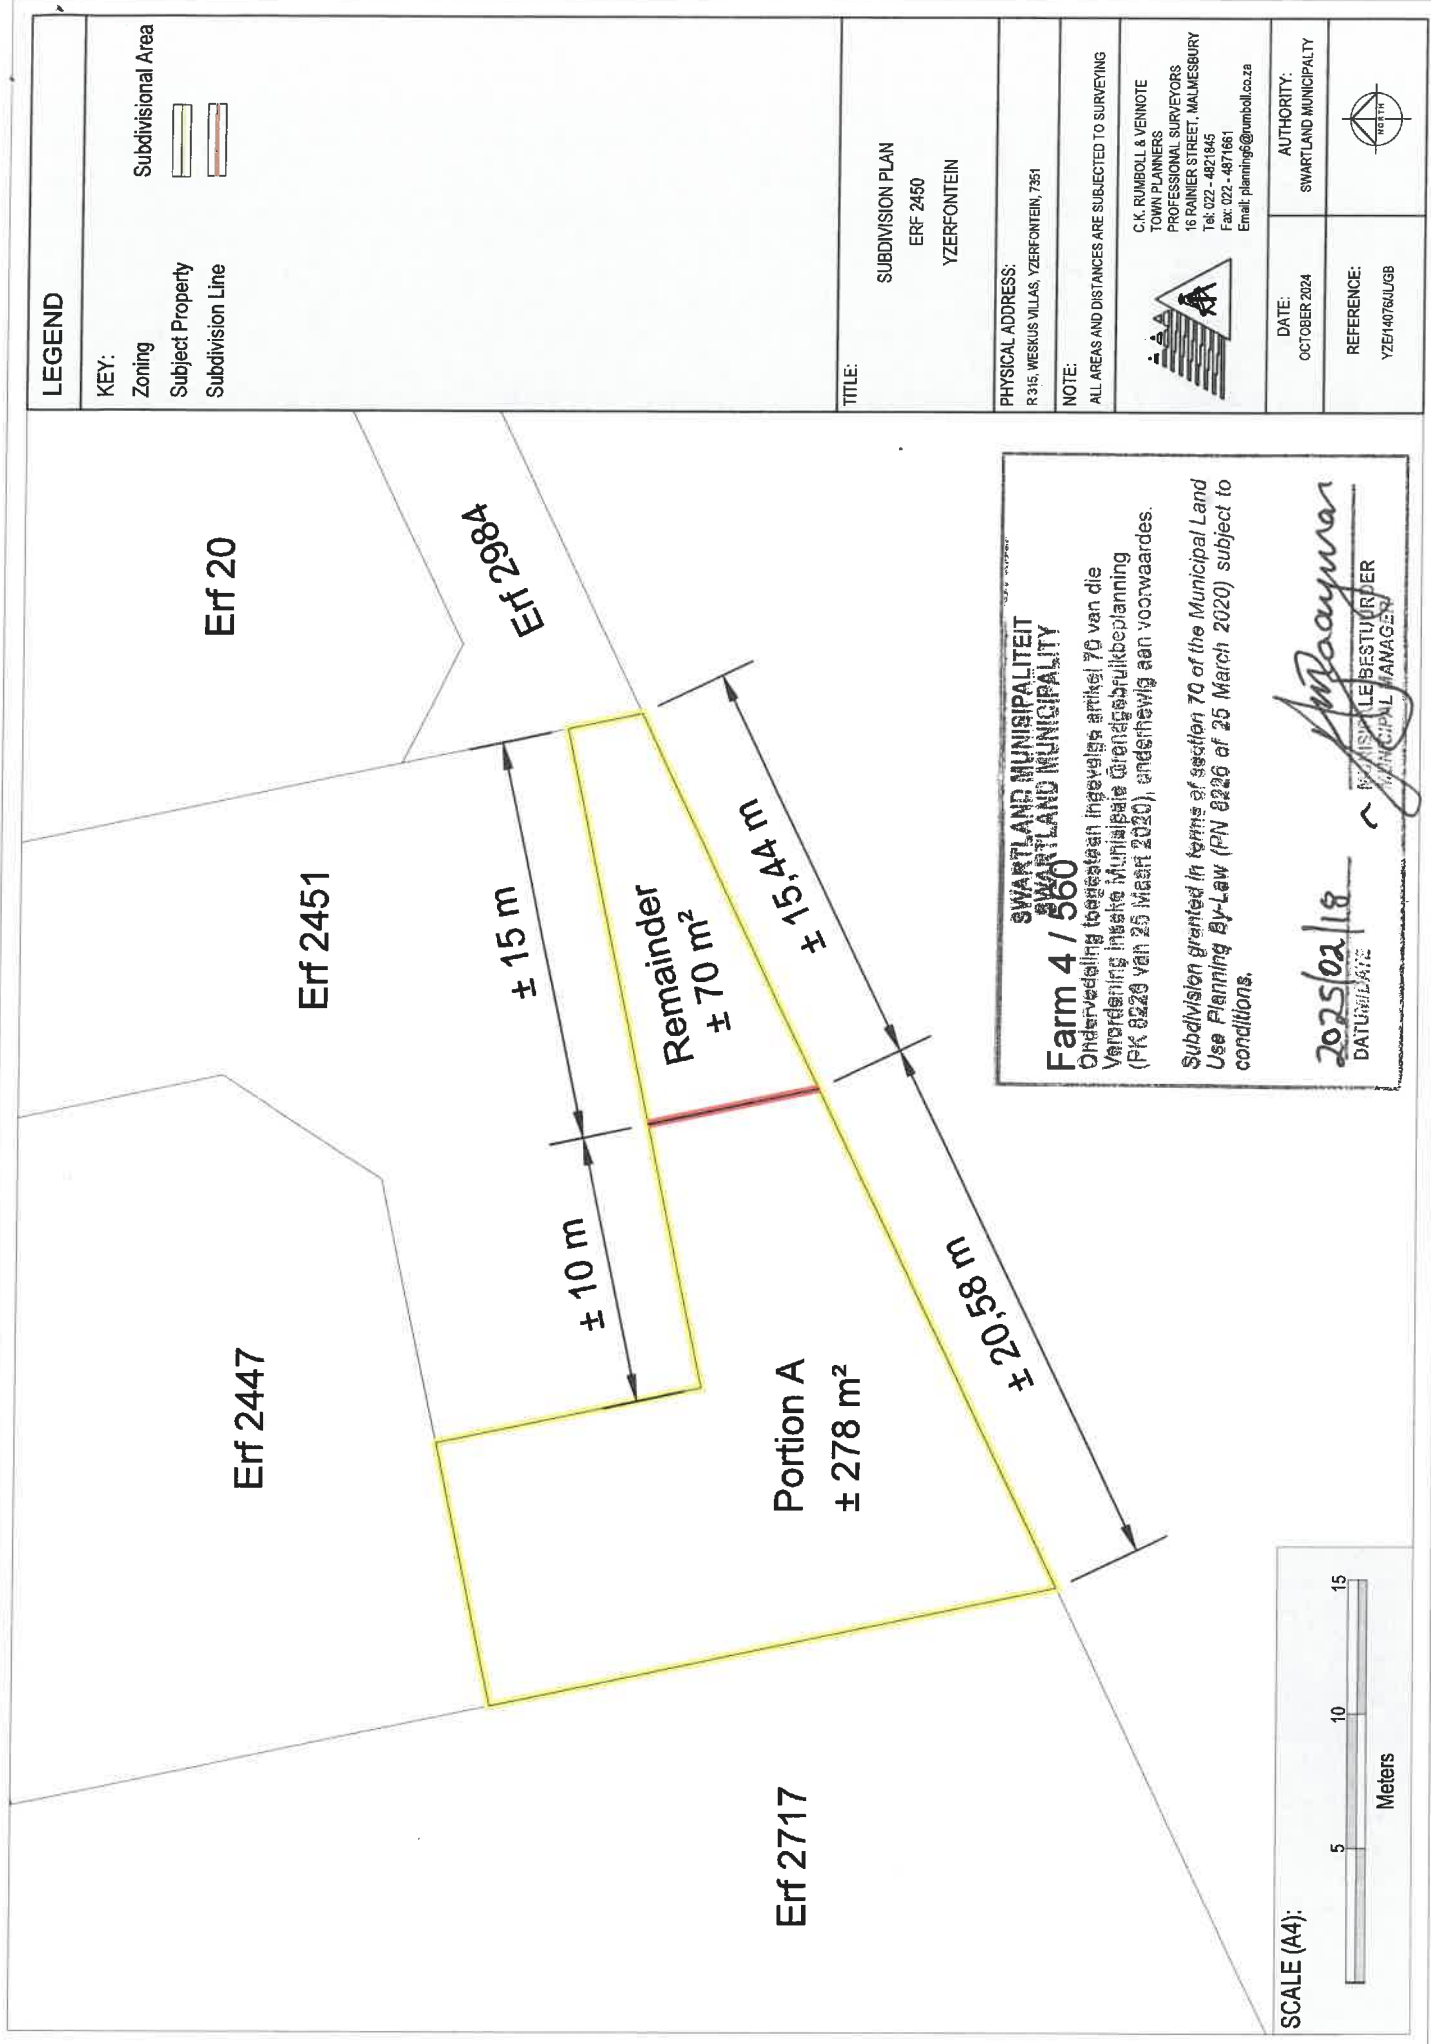 LEGEND
KEY:
Zoning Subdivisional Area
Subject Property
Subdivision Line
TITLE:
SUBDIVISION PLAN
ERF 2450
YZERFONTEIN
PHYSICAL ADDRESS:
R 315, WESKUS VILLAS, YZERFONTEIN, 7351
NOTE:
ALL AREAS AND DISTANCES ARE SUBJECTED TO SURVEYING
C.K. RUMBOLL & VENNOTE
TOWN PLANNERS
PROFESSIONAL SURVEYORS
16 RAINIER STREET, MALMESBURY
Tel: 022 - 4821845
Fax: 022 - 4871661
Email: planning6@rumboll.co.za
DATE:
OCTOBER 2024
AUTHORITY:
SWARTLAND MUNICIPALTY
REFERENCE:
YZE/14076/JL/GB
NORTH
Erf 20
Erf 2984
Erf 2451
Erf 2447
Erf 2717
± 15 m
± 10 m
Remainder
± 70 m²
± 15,44 m
Portion A
± 278 m²
± 20,58 m
Farm 4 / 560
SWARTLAND MUNISIPALITEIT
SWARTLAND MUNICIPALITY
Onderverdeling toegestaan ingevolge artikel 70 van die
Verordening insake Munisipale Grondgebruikbeplanning
(PK 8226 van 25 Maart 2020), onderhewig aan voorwaardes.
Subdivision granted in terms of section 70 of the Municipal Land
Use Planning By-Law (PN 8226 of 25 March 2020) subject to
conditions.
2025/02/18
DATUM/DATE
MUNISIPALE BESTUURDER
MUNICIPAL MANAGER
SCALE (A4):
5 10 15
Meters